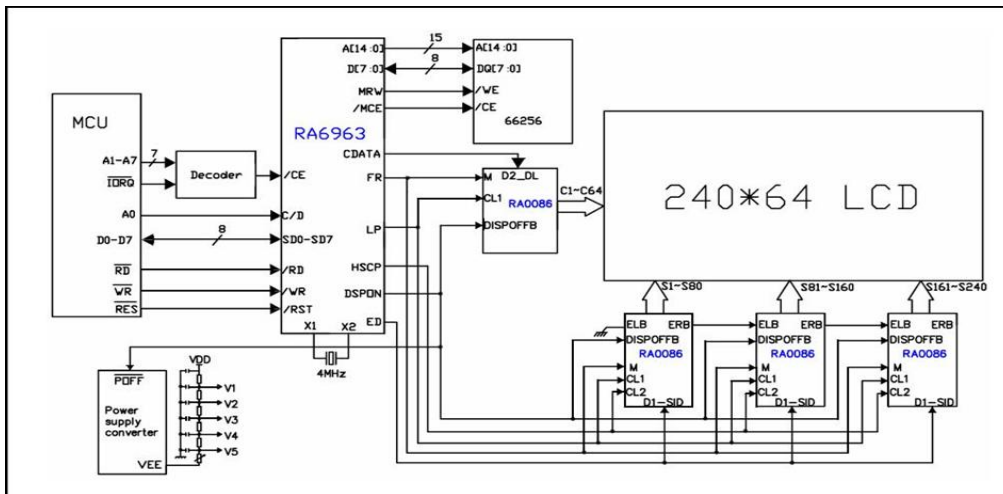 MCU
A1-A7
7
IORQ
A0
D0-D7
8
RD
WR
RES
Decoder
RA6963
/CE
C/D
SD0-SD7
/RD
/WR
/RST
X1
X2
4MHz
A[14:0]
D[7:0]
MRW
/MCE
CDATA
FR
LP
HSCP
DSPON
ED
15
8
A[14:0]
DQ[7:0]
/WE
/CE
66256
D2_DL
M
CL1
RA0086
DISPOFFB
C1~C64
240*64 LCD
S1~S80
S81~S160
S161~S240
ELB ERB
DISPOFFB
RA0086
M
CL1
CL2
D1-SID
ELB ERB
DISPOFFB
RA0086
M
CL1
CL2
D1-SID
ELB ERB
DISPOFFB
RA0086
M
CL1
CL2
D1-SID
POFF
Power
supply
converter
VEE
VDD
V1
V2
V3
V4
V5